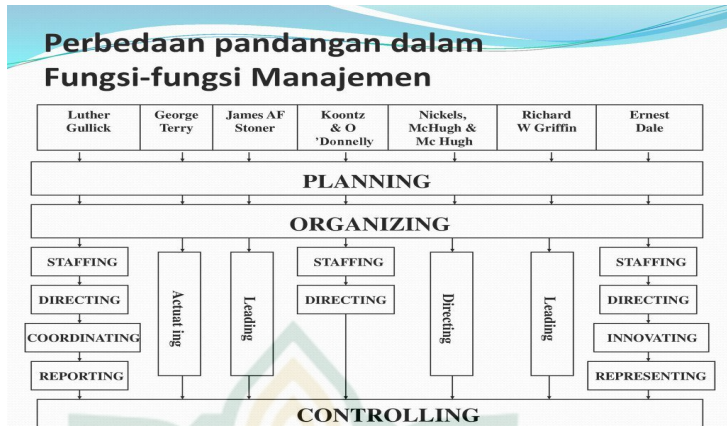 Perbedaan pandangan dalam
Fungsi-fungsi Manajemen
Luther
Gullick
George
Terry
James AF
Stoner
Koontz
& O
'Donnelly
Nickels,
McHugh &
Mc Hugh
Richard
W Griffin
Ernest
Dale
PLANNING
ORGANIZING
STAFFING
DIRECTING
COORDINATING
REPORTING
Actuat ing
Leading
STAFFING
DIRECTING
Directing
Leading
STAFFING
DIRECTING
INNOVATING
REPRESENTING
CONTROLLING